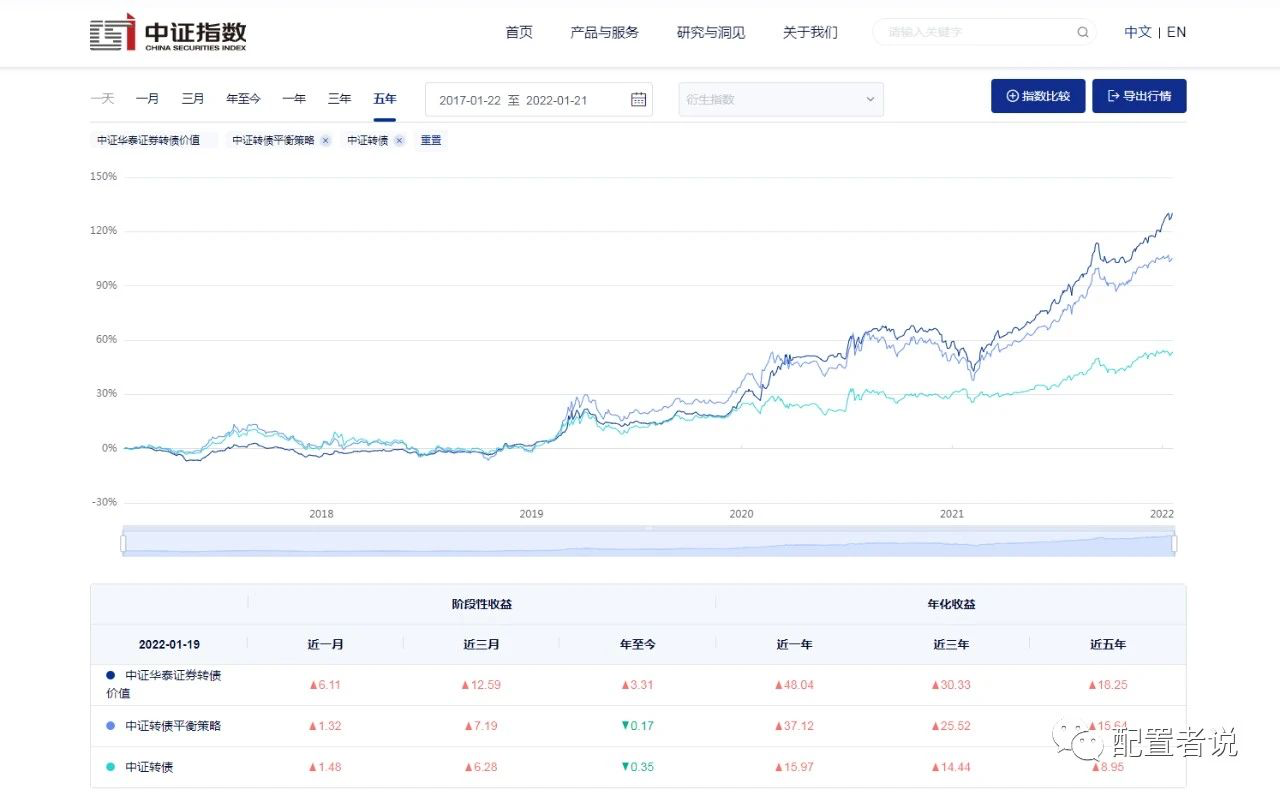 中证指数
CHINA SECURITIES INDEX
首页 产品与服务 研究与洞见 关于我们 请输入关键字 中文 | EN
一天 一月 三月 年至今 一年 三年 五年 2017-01-22 至 2022-01-21 衍生指数 指数比较 导出行情
中证华泰证券转债价值 中证转债平衡策略 × 中证转债 × 重置
150%
120%
90%
60%
30%
0%
-30%
2018 2019 2020 2021 2022
阶段性收益 年化收益
2022-01-19 近一月 近三月 年至今 近一年 近三年 近五年
中证华泰证券转债
价值 ▲6.11 ▲12.59 ▲3.31 ▲48.04 ▲30.33 ▲18.25
中证转债平衡策略 ▲1.32 ▲7.19 ▼0.17 ▲37.12 ▲25.52 ▲15.64
中证转债 ▲1.48 ▲6.28 ▼0.35 ▲15.97 ▲14.44 ▲8.95
配置者说